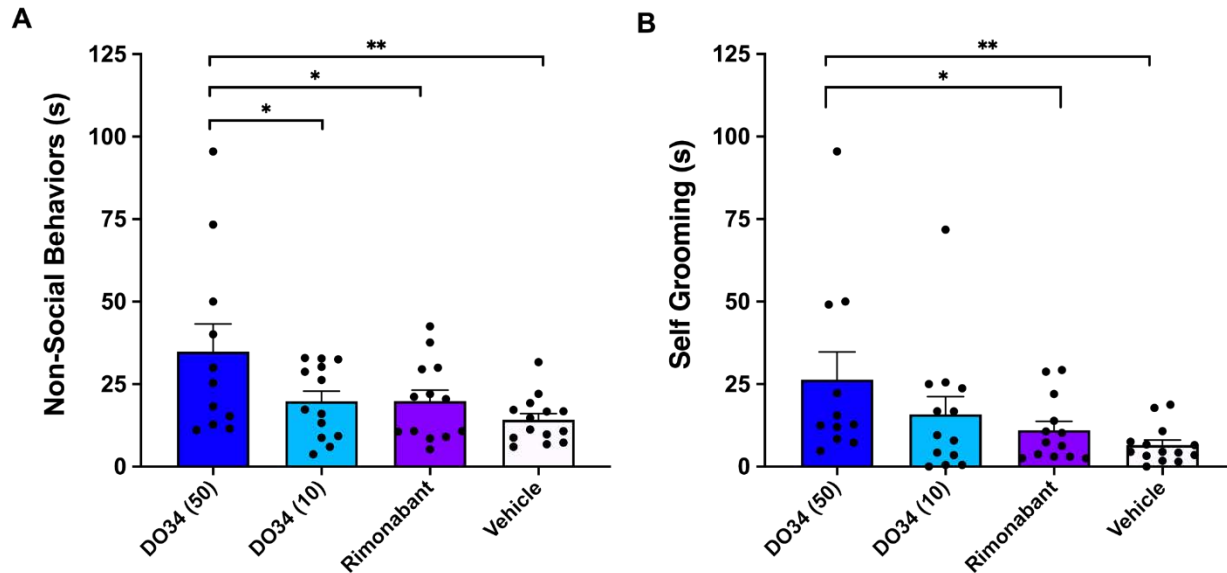 A
Non-Social Behaviors (s)
125
100
75
50
25
0
**
*
*
DO34 (50)
DO34 (10)
Rimonabant
Vehicle
B
Self Grooming (s)
125
100
75
50
25
0
**
*
DO34 (50)
DO34 (10)
Rimonabant
Vehicle